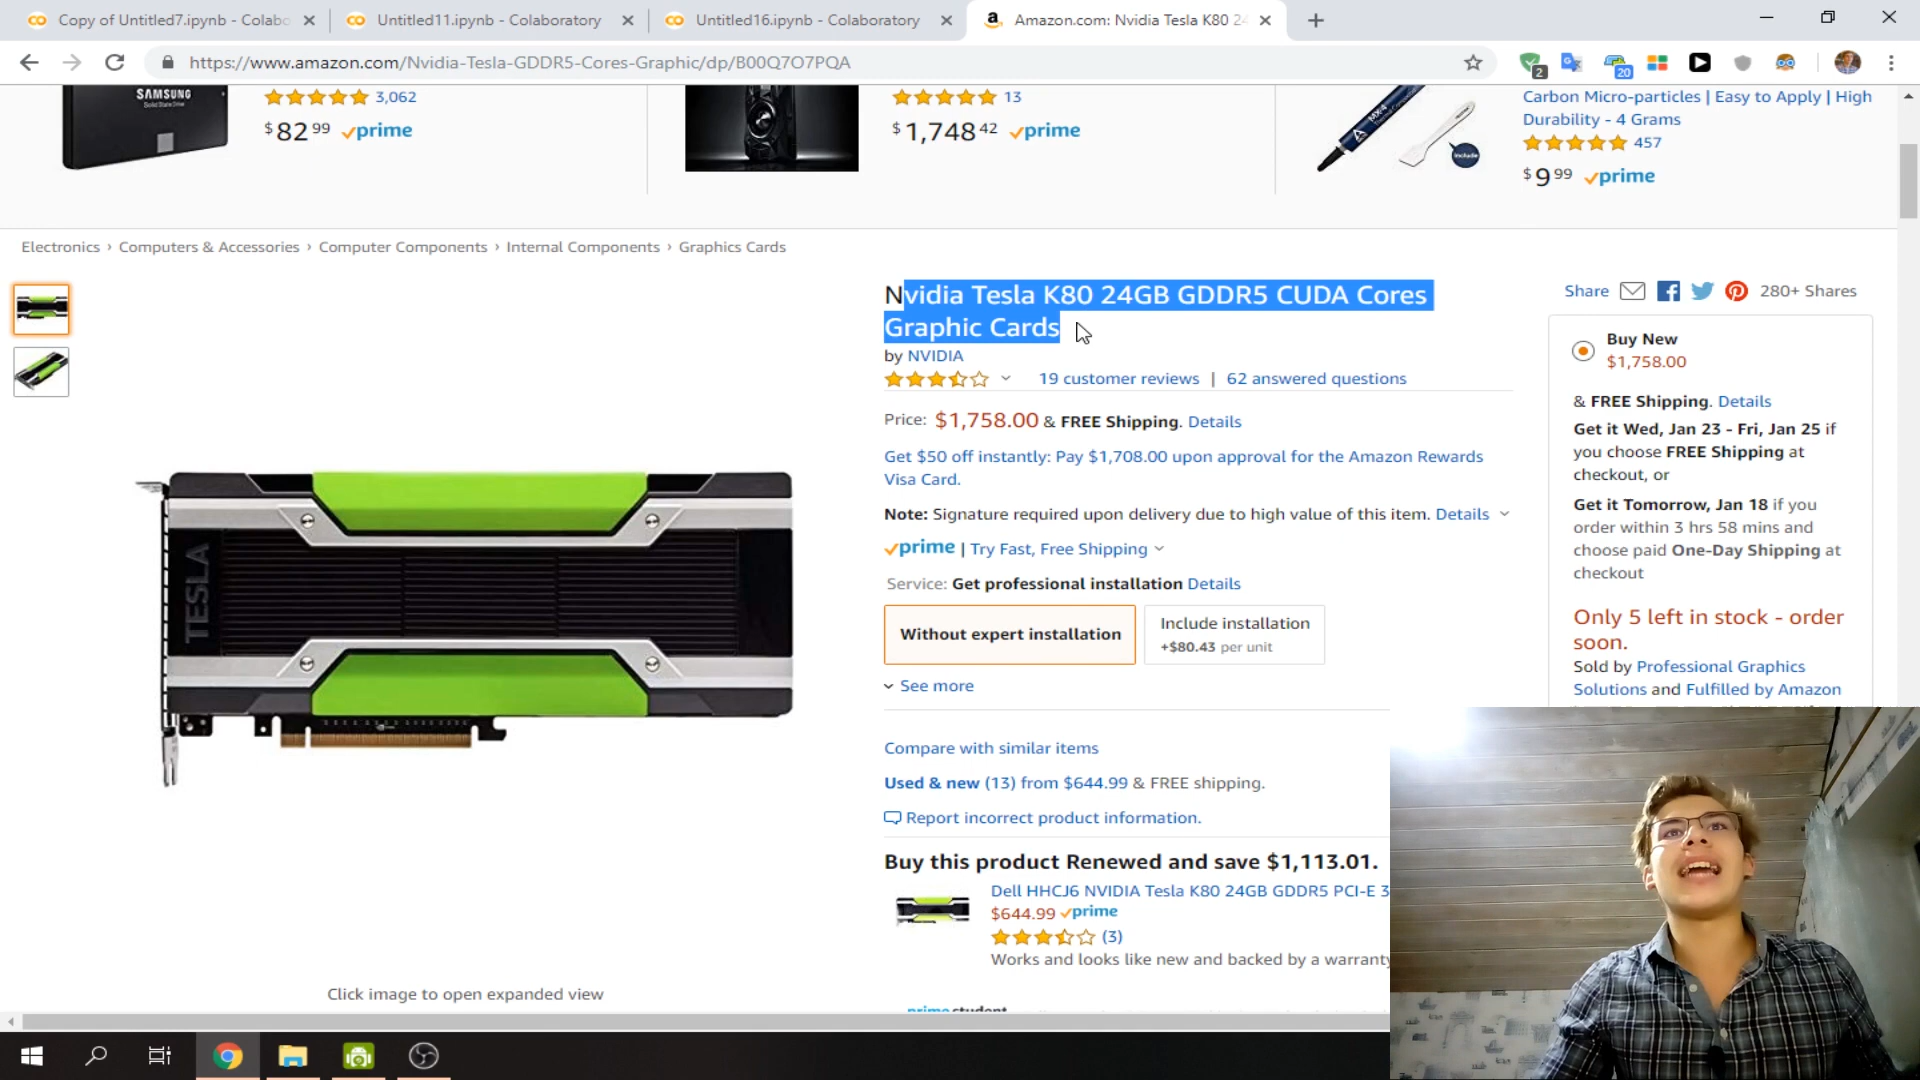 Copy of Untitled7.ipynb - Colabo
Untitled11.ipynb - Colaboratory
Untitled16.ipynb - Colaboratory
Amazon.com: Nvidia Tesla K80 24
https://www.amazon.com/Nvidia-Tesla-GDDR5-Cores-Graphic/dp/B00Q7O7PQA
2
20
SAMSUNG
Solid State Drive
3,062
$82 99 prime
13
$1,748 42 prime
MX-4
Include
Carbon Micro-particles | Easy to Apply | High
Durability - 4 Grams
457
$9 99 prime
Electronics › Computers & Accessories › Computer Components › Internal Components › Graphics Cards
Nvidia Tesla K80 24GB GDDR5 CUDA Cores
Graphic Cards
by NVIDIA
19 customer reviews | 62 answered questions
Price: $1,758.00 & FREE Shipping. Details
Get $50 off instantly: Pay $1,708.00 upon approval for the Amazon Rewards
Visa Card.
Note: Signature required upon delivery due to high value of this item. Details
prime | Try Fast, Free Shipping
Service: Get professional installation Details
Without expert installation
Include installation
+$80.43 per unit
See more
Compare with similar items
Used & new (13) from $644.99 & FREE shipping.
Report incorrect product information.
Buy this product Renewed and save $1,113.01.
Dell HHCJ6 NVIDIA Tesla K80 24GB GDDR5 PCI-E 3
$644.99 prime
(3)
Works and looks like new and backed by a warranty
TESLA
Click image to open expanded view
Share
280+ Shares
Buy New
$1,758.00
& FREE Shipping. Details
Get it Wed, Jan 23 - Fri, Jan 25 if
you choose FREE Shipping at
checkout, or
Get it Tomorrow, Jan 18 if you
order within 3 hrs 58 mins and
choose paid One-Day Shipping at
checkout
Only 5 left in stock - order
soon.
Sold by Professional Graphics
Solutions and Fulfilled by Amazon